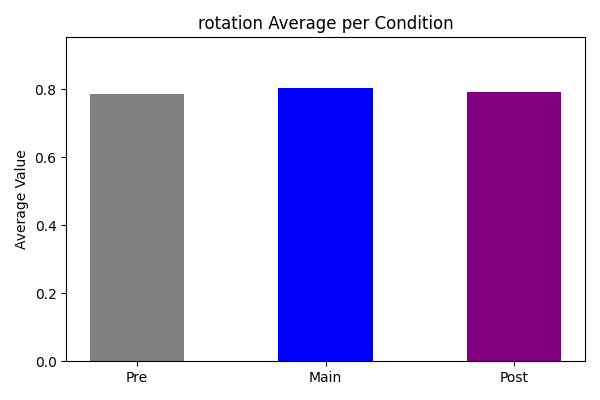 rotation Average per Condition
Average Value
0.8
0.6
0.4
0.2
0.0
Pre
Main
Post